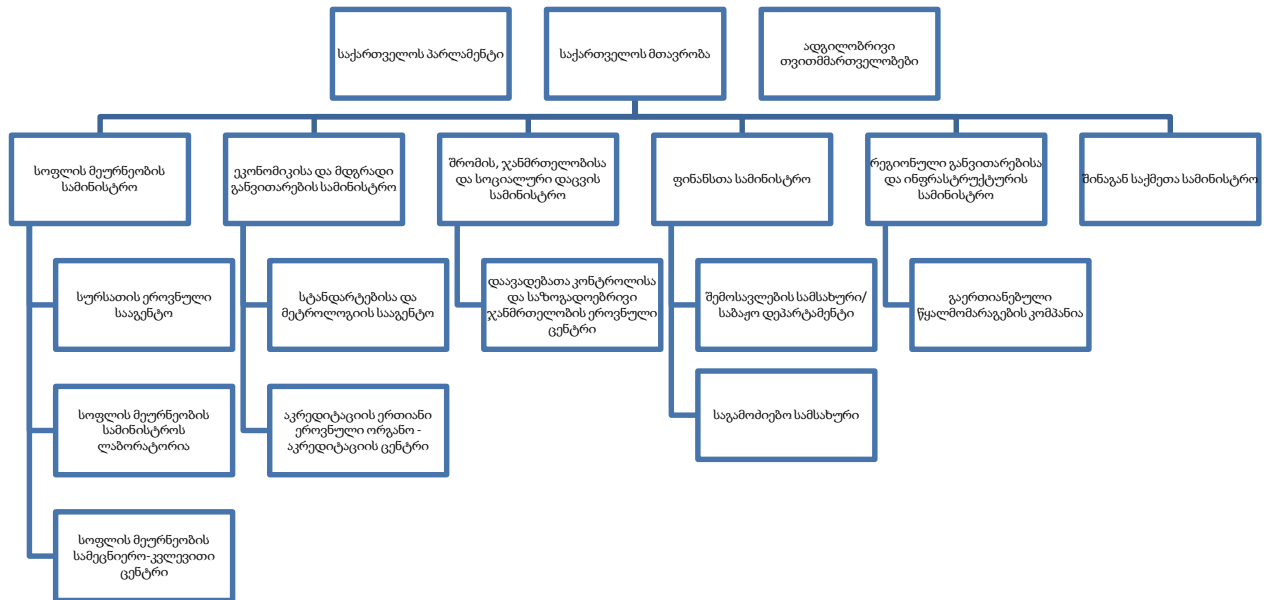 საქართველოს პარლამენტი
საქართველოს მთავრობა
ადგილობრივი
თვითმმართველობები
სოფლის მეურნეობის
სამინისტრო
ეკონომიკისა და მდგრადი
განვითარების სამინისტრო
შრომის, ჯანმრთელობისა
და სოციალური დაცვის
სამინისტრო
ფინანსთა სამინისტრო
რეგიონული განვითარებისა
და ინფრასტრუქტურის
სამინისტრო
შინაგან საქმეთა სამინისტრო
სურსათის ეროვნული
სააგენტო
სტანდარტებისა და
მეტროლოგიის სააგენტო
დაავადებათა კონტროლისა
და საზოგადოებრივი
ჯანმრთელობის ეროვნული
ცენტრი
შემოსავლების სამსახური/
საბაჟო დეპარტამენტი
გაერთიანებული
წყალმომარაგების კომპანია
სოფლის მეურნეობის
სამინისტროს
ლაბორატორია
აკრედიტაციის ერთიანი
ეროვნული ორგანო -
აკრედიტაციის ცენტრი
საგამოძიებო სამსახური
სოფლის მეურნეობის
სამეცნიერო-კვლევითი
ცენტრი